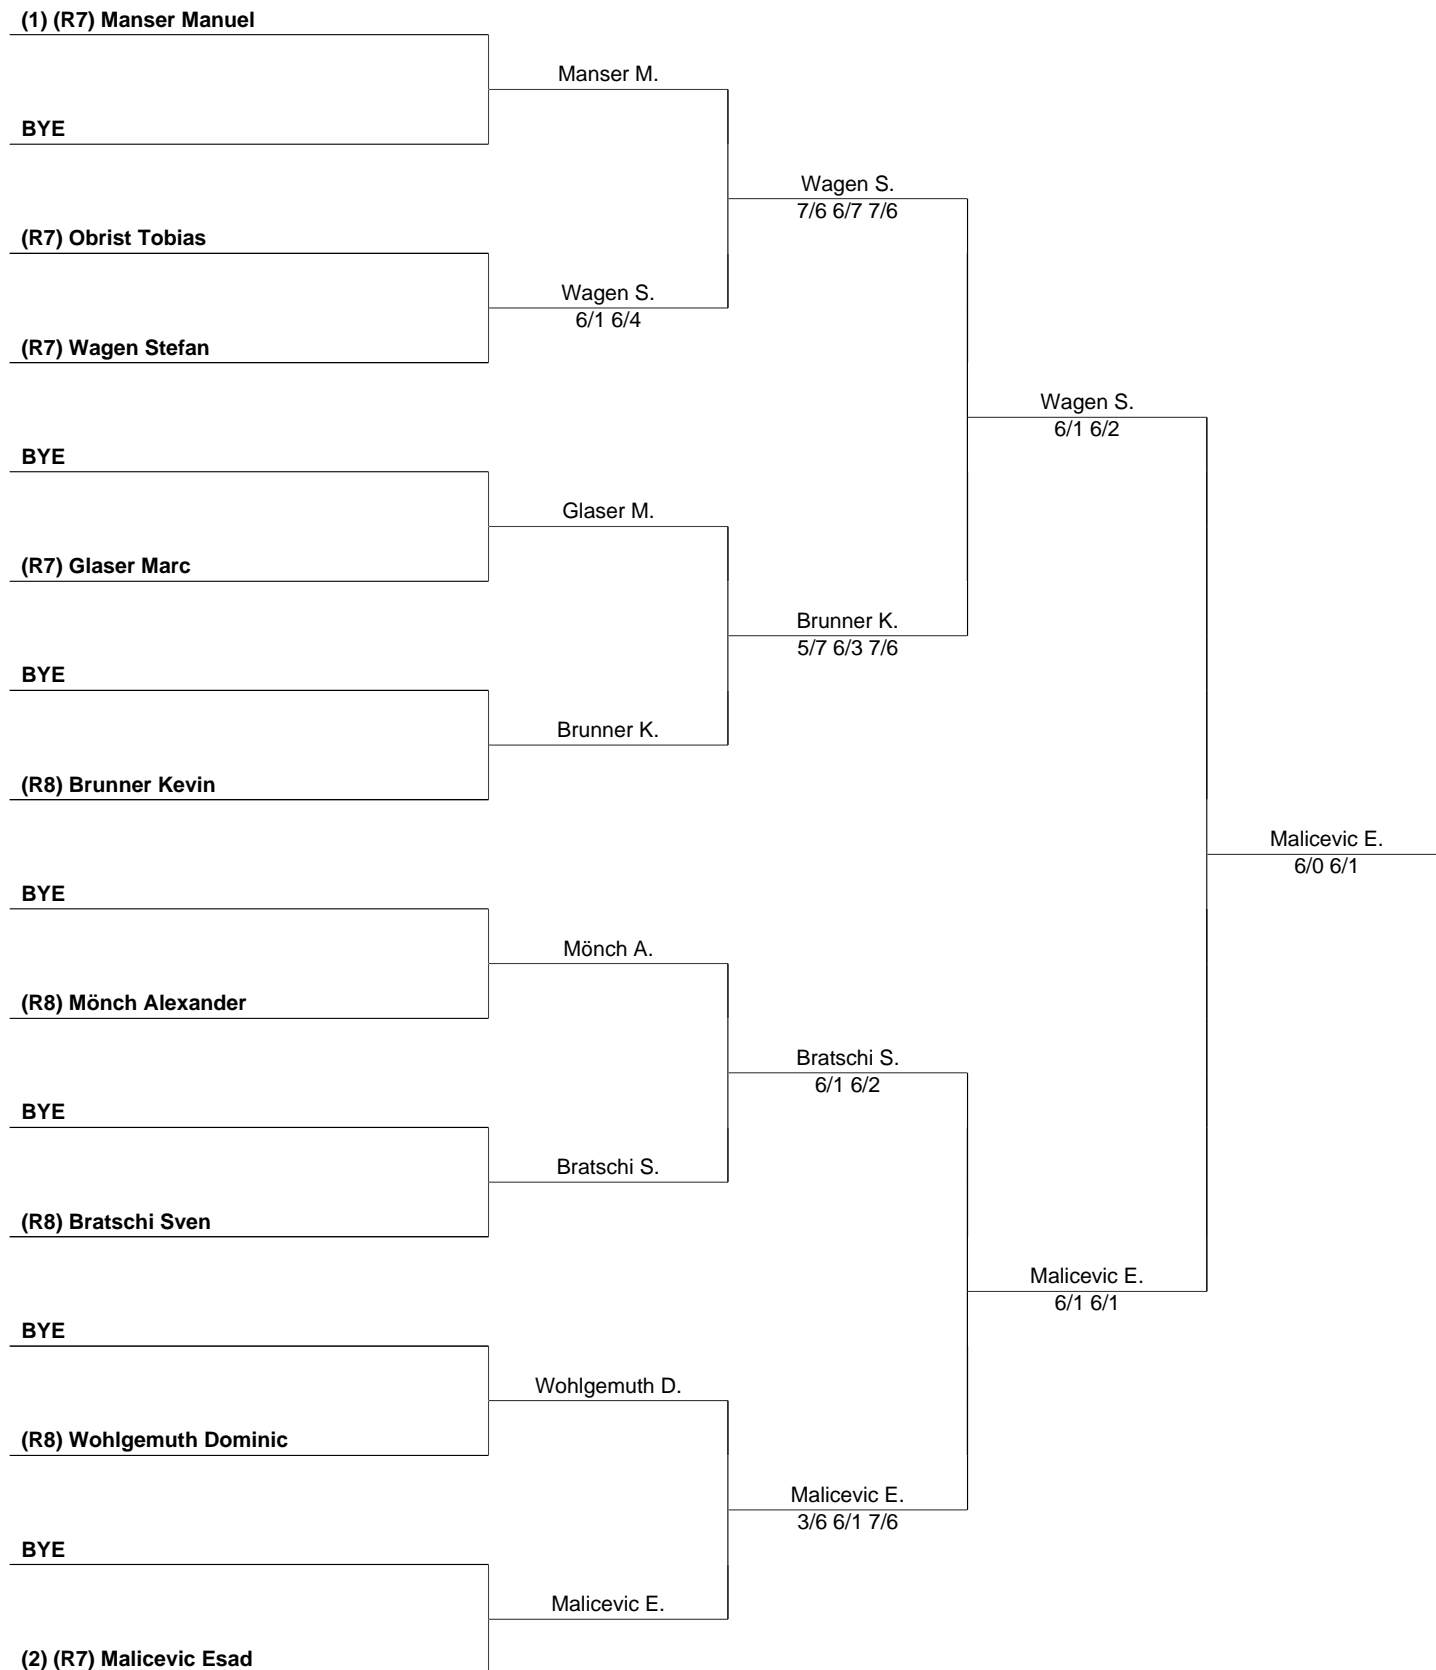 (1) (R7) Manser Manuel
Manser M.
BYE
Wagen S.
7/6 6/7 7/6
(R7) Obrist Tobias
Wagen S.
6/1 6/4
(R7) Wagen Stefan
Wagen S.
6/1 6/2
BYE
Glaser M.
(R7) Glaser Marc
Brunner K.
5/7 6/3 7/6
BYE
Brunner K.
(R8) Brunner Kevin
Malicevic E.
6/0 6/1
BYE
Mönch A.
(R8) Mönch Alexander
Bratschi S.
6/1 6/2
BYE
Bratschi S.
(R8) Bratschi Sven
Malicevic E.
6/1 6/1
BYE
Wohlgemuth D.
(R8) Wohlgemuth Dominic
Malicevic E.
3/6 6/1 7/6
BYE
Malicevic E.
(2) (R7) Malicevic Esad